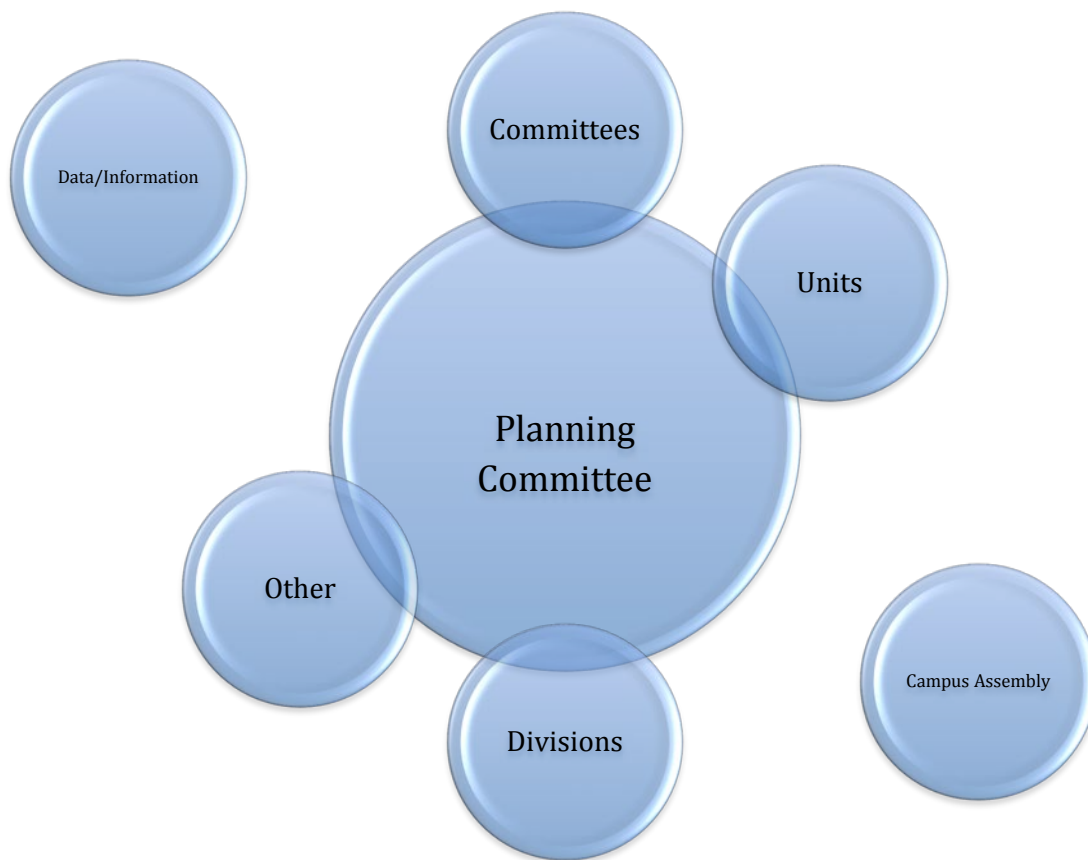 Committees
Data/Information
Units
Planning
Committee
Other
Campus Assembly
Divisions